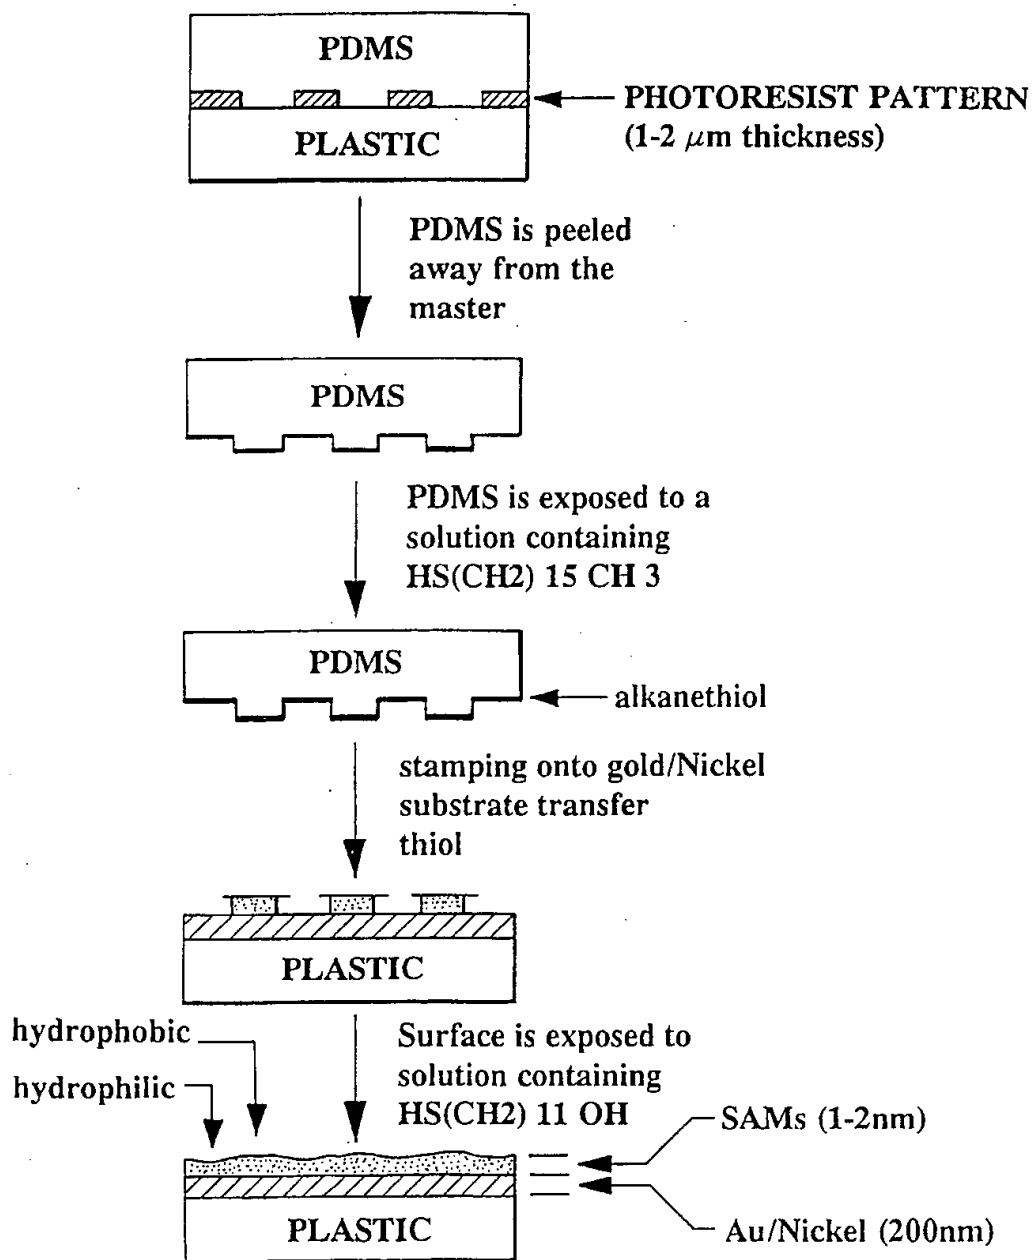 PDMS
PHOTORESIST PATTERN
(1-2 μm thickness)
PLASTIC
PDMS is peeled
away from the
master
PDMS
PDMS is exposed to a
solution containing
HS(CH2) 15 CH 3
PDMS
alkanethiol
stamping onto gold/Nickel
substrate transfer
thiol
PLASTIC
hydrophobic
hydrophilic
Surface is exposed to
solution containing
HS(CH2) 11 OH
SAMs (1-2nm)
PLASTIC
Au/Nickel (200nm)